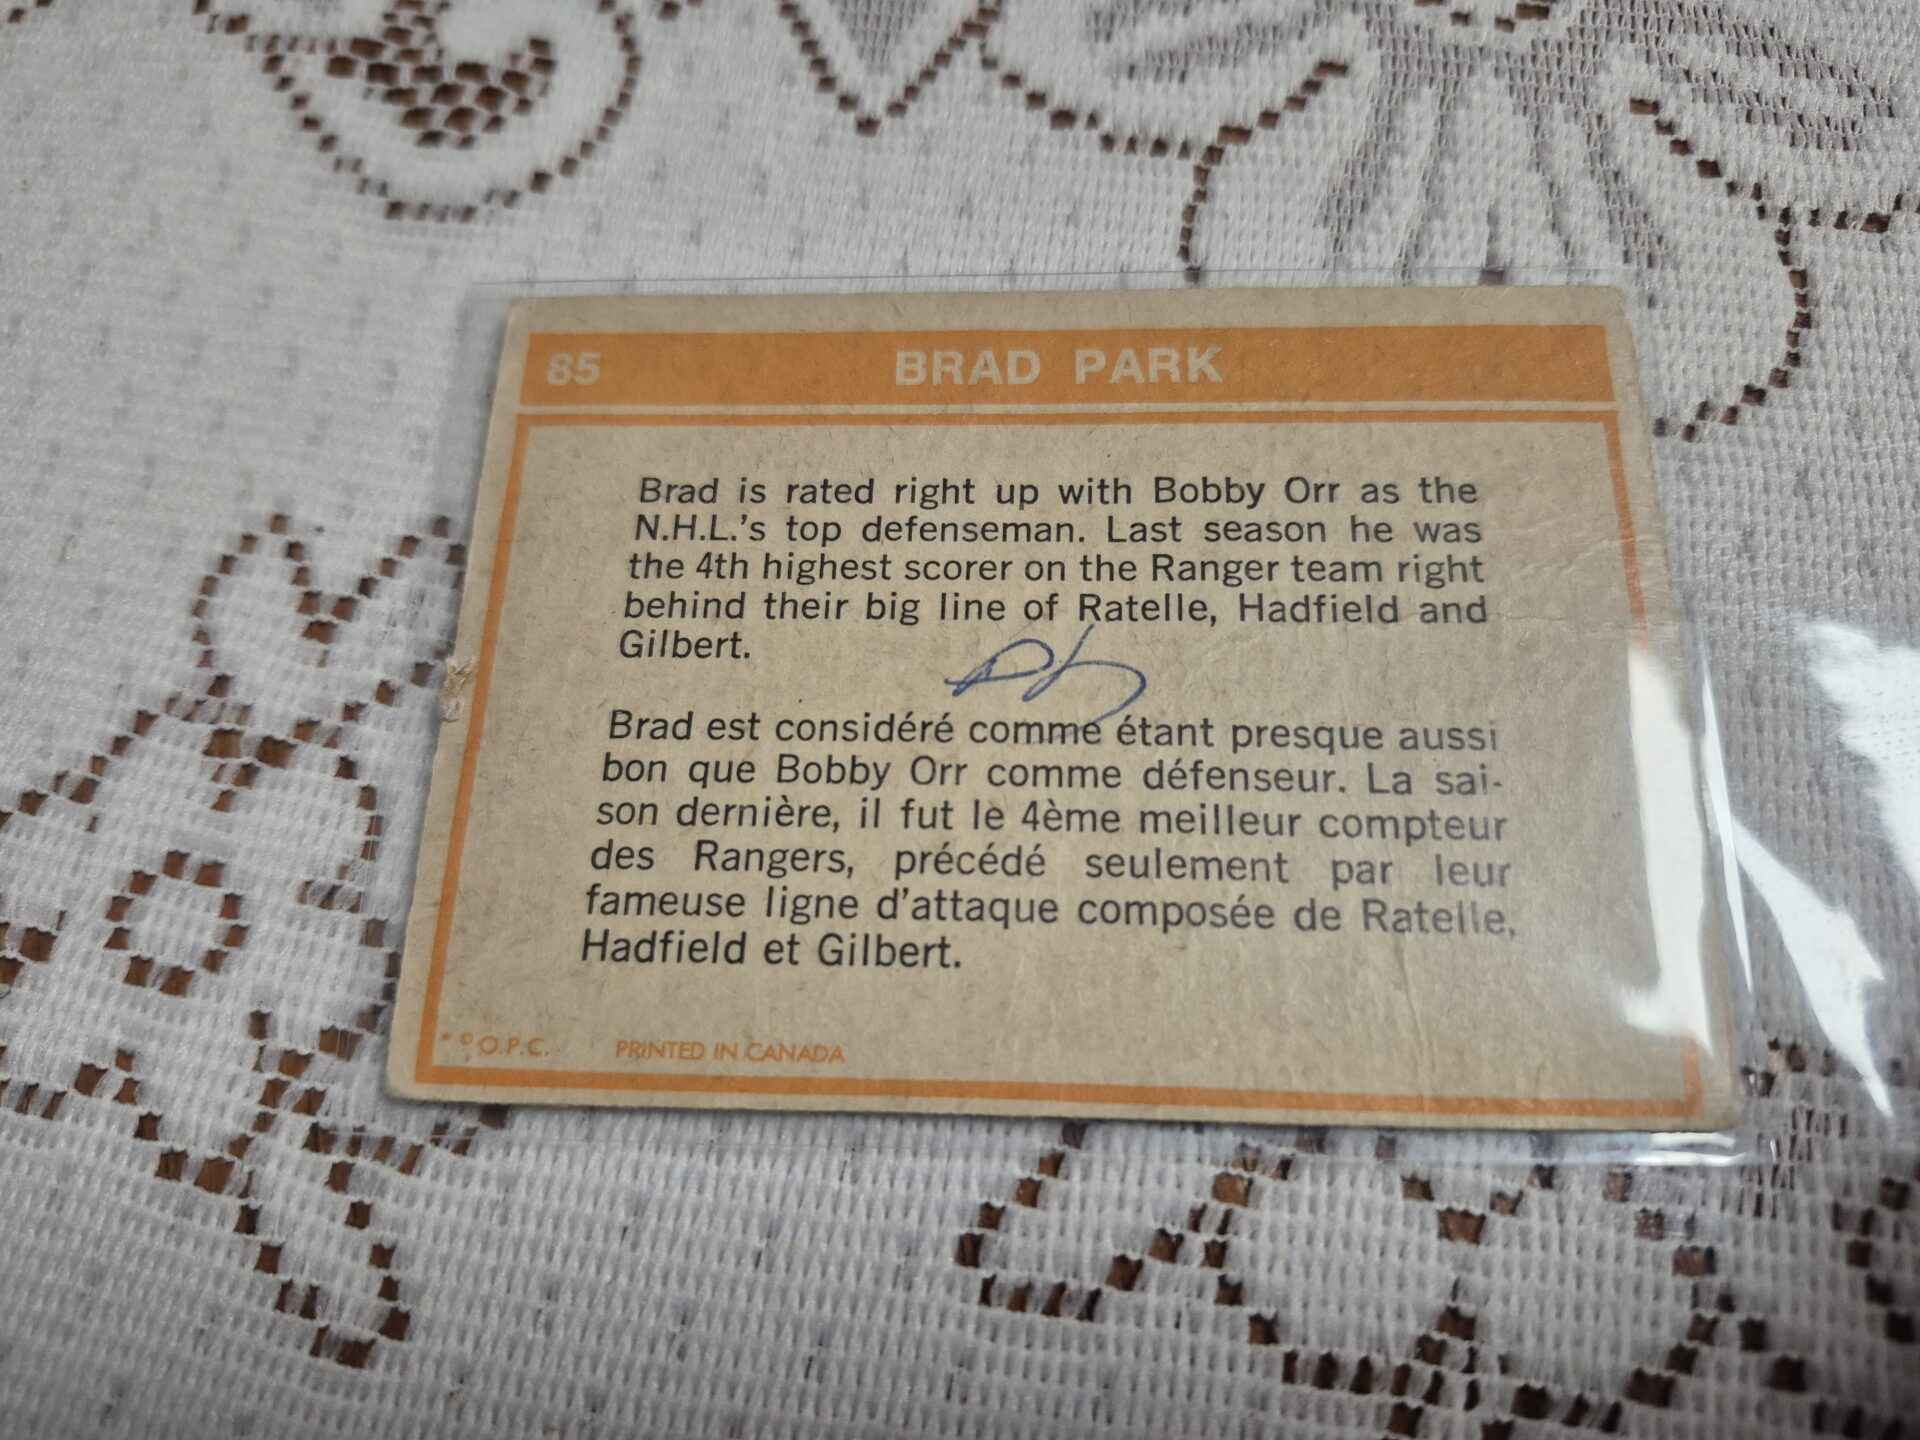 85 BRAD PARK
Brad is rated right up with Bobby Orr as the
N.H.L.'s top defenseman. Last season he was
the 4th highest scorer on the Ranger team right
behind their big line of Ratelle, Hadfield and
Gilbert.
Brad est considéré comme étant presque aussi
bon que Bobby Orr comme défenseur. La sai-
son dernière, il fut le 4ème meilleur compteur
des Rangers, précédé seulement par leur
fameuse ligne d'attaque composée de Ratelle,
Hadfield et Gilbert.
* © O.P.C. PRINTED IN CANADA